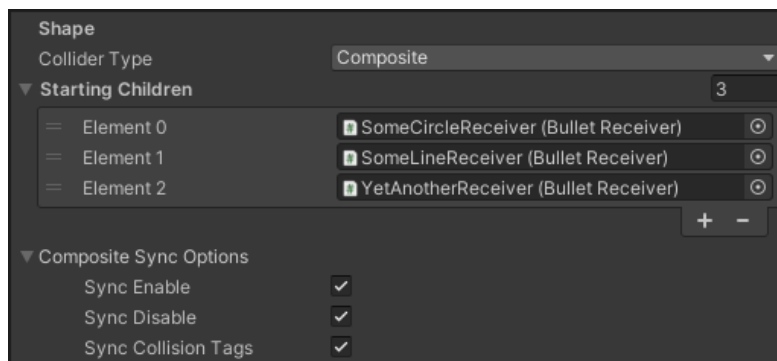 Shape
Collider Type Composite
Starting Children 3
Element 0 SomeCircleReceiver (Bullet Receiver)
Element 1 SomeLineReceiver (Bullet Receiver)
Element 2 YetAnotherReceiver (Bullet Receiver)
+ −
Composite Sync Options
Sync Enable
Sync Disable
Sync Collision Tags